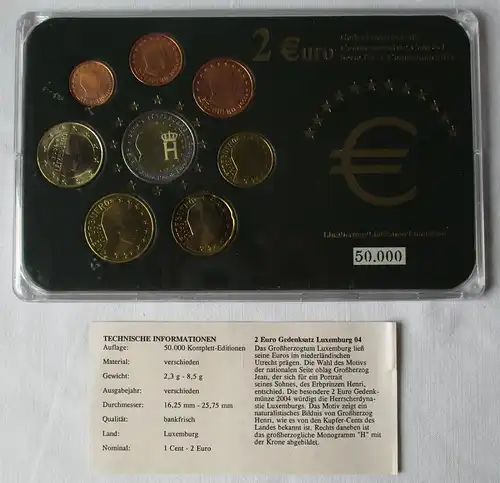 2 €uro
50.000
TECHNISCHE INFORMATIONEN
Auflage: 50.000 Komplett-Editionen
Material: verschieden
Gewicht: 2,3 g - 8,5 g
Ausgabejahr: verschieden
Durchmesser: 16,25 mm - 25,75 mm
Qualität: bankfrisch
Land: Luxemburg
Nominal: 1 Cent - 2 Euro
2 Euro Gedenksatz Luxemburg 04
Das Großherzogtum Luxemburg ließ
seine Euros im niederländischen
Utrecht prägen. Die Wahl des Motivs
der nationalen Seite oblag Großherzog
Jean, der sich für ein Portrait
seines Sohnes, des Erbprinzen Henri,
entschied. Die besondere 2 Euro Gedenk-
münze 2004 würdigt die Herrscherdyna-
stie Luxemburgs. Das Motiv zeigt ein
naturalistisches Bildnis von Großherzog
Henri, wie es von den Kupfer-Cents des
Landes bekannt ist. Rechts daneben ist
das großherzogliche Monogramm "H." mit
der Krone abgebildet.